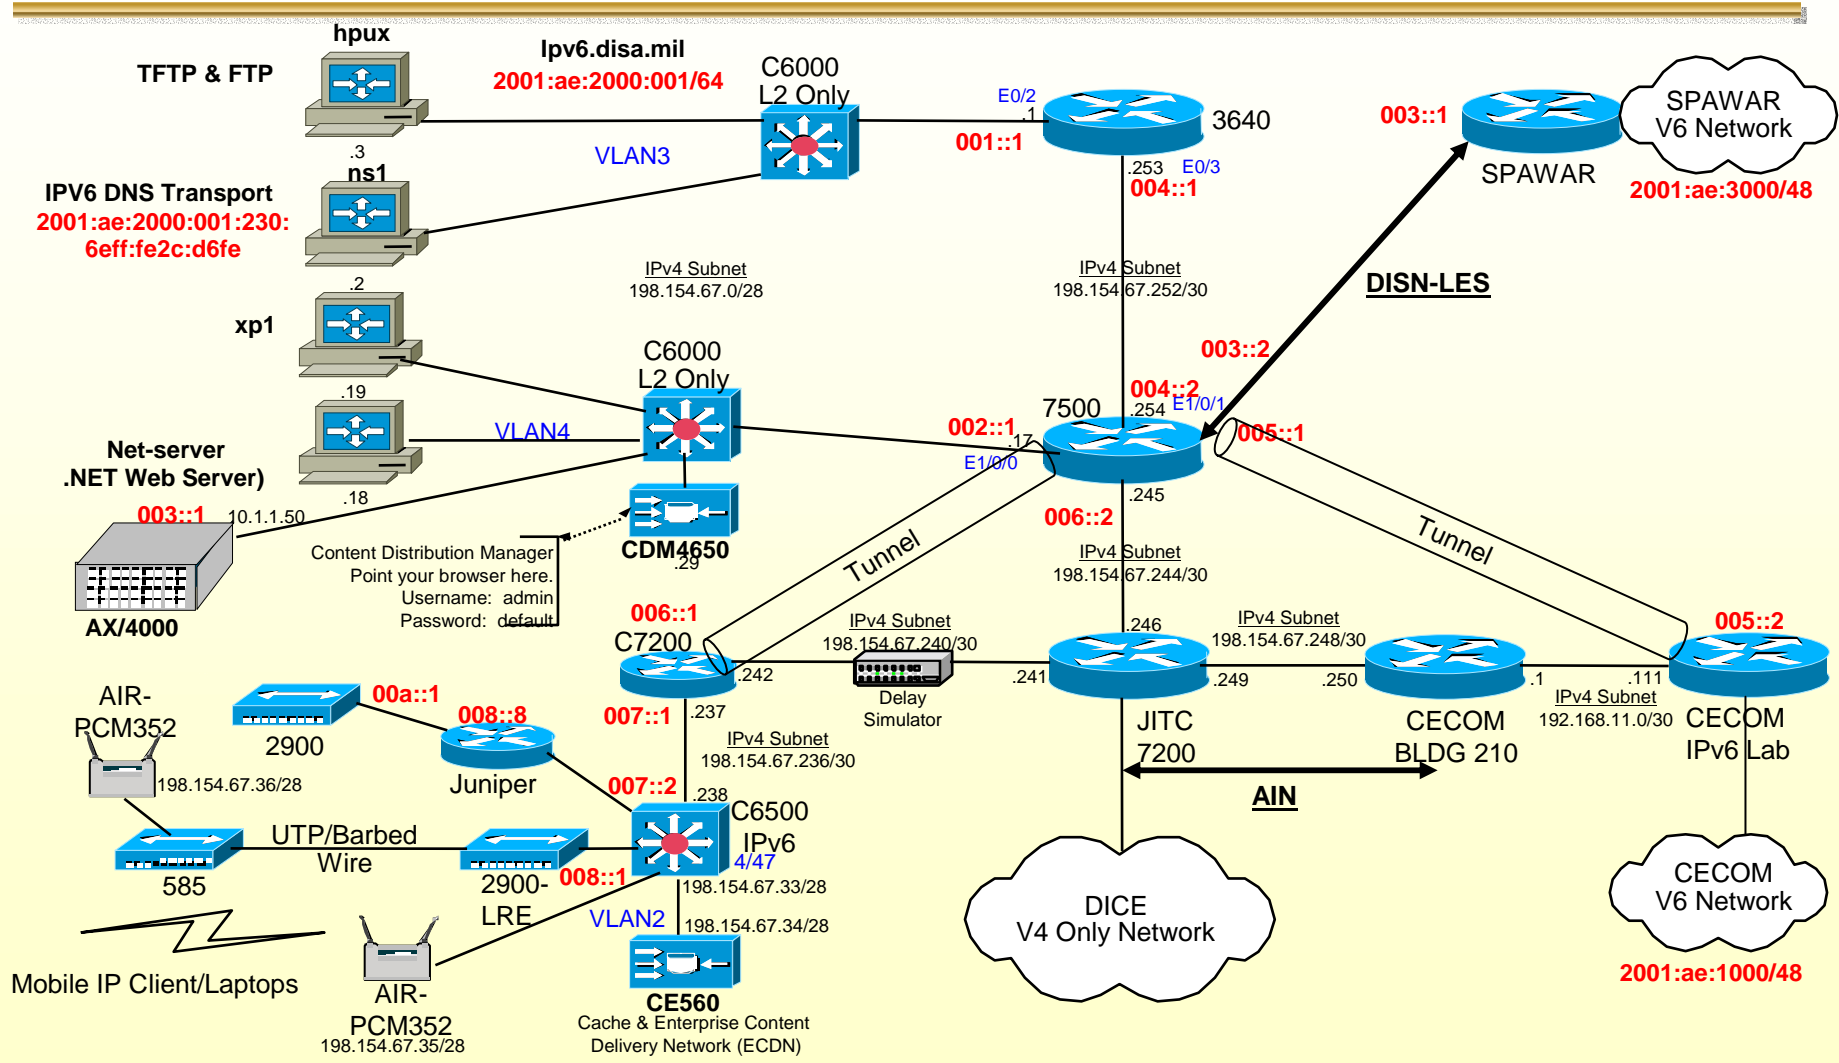 hpux
TFTP & FTP
Ipv6.disa.mil
2001:ae:2000:001/64
C6000
L2 Only
E0/2
.1
001::1
3640
003::1
SPAWAR
V6 Network
SPAWAR
2001:ae:3000/48
.3
ns1
VLAN3
.253
E0/3
004::1
IPV6 DNS Transport
2001:ae:2000:001:230:
6eff:fe2c:d6fe
.2
IPv4 Subnet
198.154.67.0/28
IPv4 Subnet
198.154.67.252/30
DISN-LES
xp1
C6000
L2 Only
003::2
004::2
.19
7500
.254
E1/0/1
VLAN4
002::1
.17
005::1
Net-server
.NET Web Server)
E1/0/0
.18
.245
003::1
10.1.1.50
006::2
Content Distribution Manager
Point your browser here.
Username: admin
Password: default
CDM4650
.29
Tunnel
Tunnel
IPv4 Subnet
198.154.67.244/30
AX/4000
006::1
C7200
IPv4 Subnet
198.154.67.240/30
.246
IPv4 Subnet
198.154.67.248/30
005::2
.242
Delay
Simulator
.241
.249
.250
.1
.111
IPv4 Subnet
192.168.11.0/30
AIR-
PCM352
00a::1
008::8
007::1
.237
2900
Juniper
IPv4 Subnet
198.154.67.236/30
JITC
7200
CECOM
BLDG 210
CECOM
IPv6 Lab
198.154.67.36/28
007::2
.238
AIN
C6500
IPv6
UTP/Barbed
Wire
4/47
585
2900-
LRE
008::1
198.154.67.33/28
VLAN2
198.154.67.34/28
DICE
V4 Only Network
CECOM
V6 Network
2001:ae:1000/48
Mobile IP Client/Laptops
AIR-
PCM352
198.154.67.35/28
CE560
Cache & Enterprise Content
Delivery Network (ECDN)